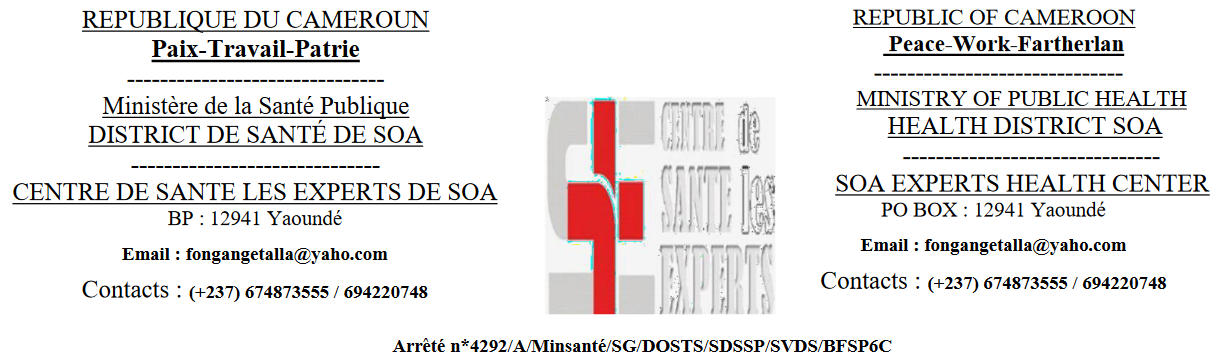 REPUBLIQUE DU CAMEROUN
Paix-Travail-Patrie
-------------------------------
Ministère de la Santé Publique
DISTRICT DE SANTÉ DE SOA
------------------------------
CENTRE DE SANTE LES EXPERTS DE SOA
BP : 12941 Yaoundé
Email : fongangetalla@yaho.com
Contacts : (+237) 674873555 / 694220748
CENTRE de
SANTE les
EXPERTS
REPUBLIC OF CAMEROON
Peace-Work-Fartherlan
------------------------------
MINISTRY OF PUBLIC HEALTH
HEALTH DISTRICT SOA
-------------------------------
SOA EXPERTS HEALTH CENTER
PO BOX : 12941 Yaoundé
Email : fongangetalla@yaho.com
Contacts : (+237) 674873555 / 694220748
Arrêté n*4292/A/Minsanté/SG/DOSTS/SDSSP/SVDS/BFSP6C